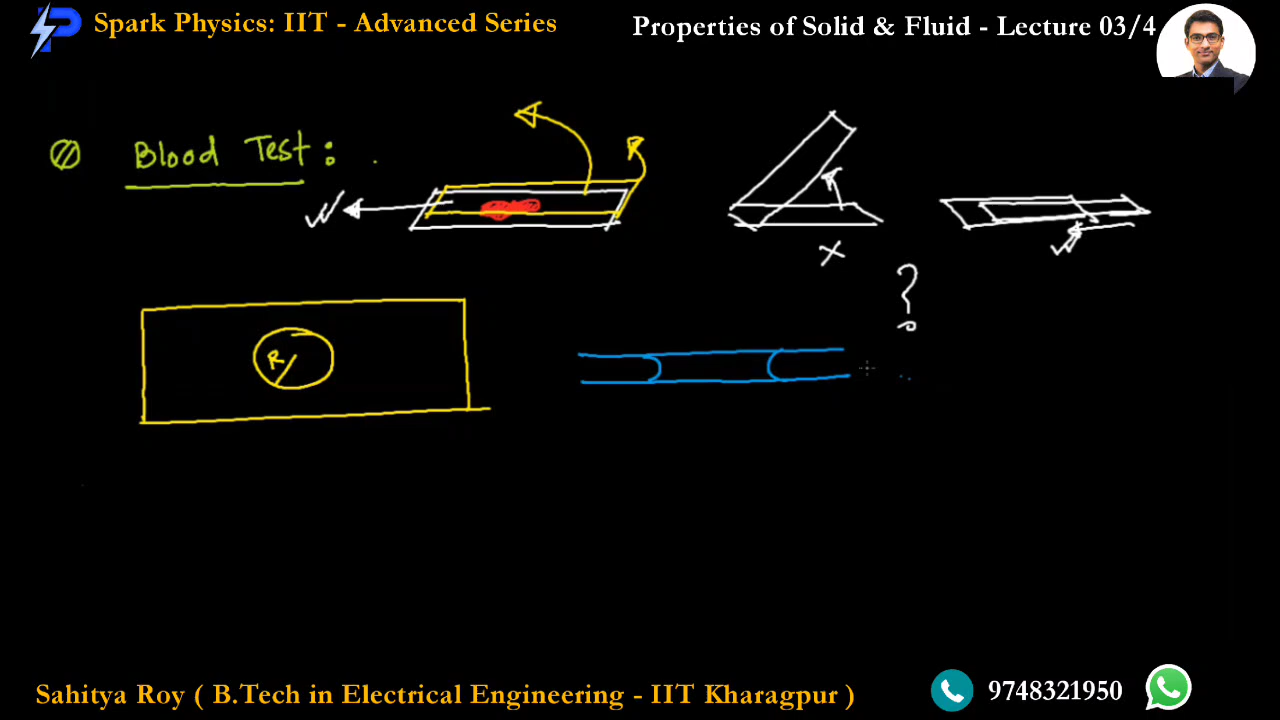 Spark Physics: IIT - Advanced Series
Properties of Solid & Fluid - Lecture 03/4
Blood Test:
R
?
Sahitya Roy ( B.Tech in Electrical Engineering - IIT Kharagpur )
9748321950